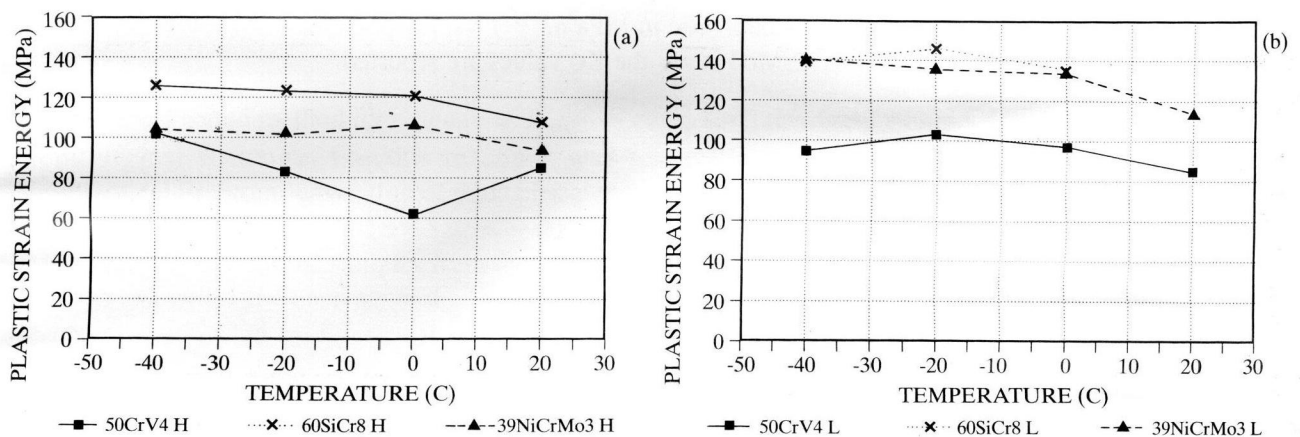 (a)
PLASTIC STRAIN ENERGY (MPa)
160
140
120
100
80
60
40
20
0
-50 -40 -30 -20 -10 0 10 20 30
TEMPERATURE (C)
50CrV4 H 60SiCr8 H 39NiCrMo3 H
(b)
PLASTIC STRAIN ENERGY (MPa)
160
140
120
100
80
60
40
20
0
-50 -40 -30 -20 -10 0 10 20 30
TEMPERATURE (C)
50CrV4 L 60SiCr8 L 39NiCrMo3 L